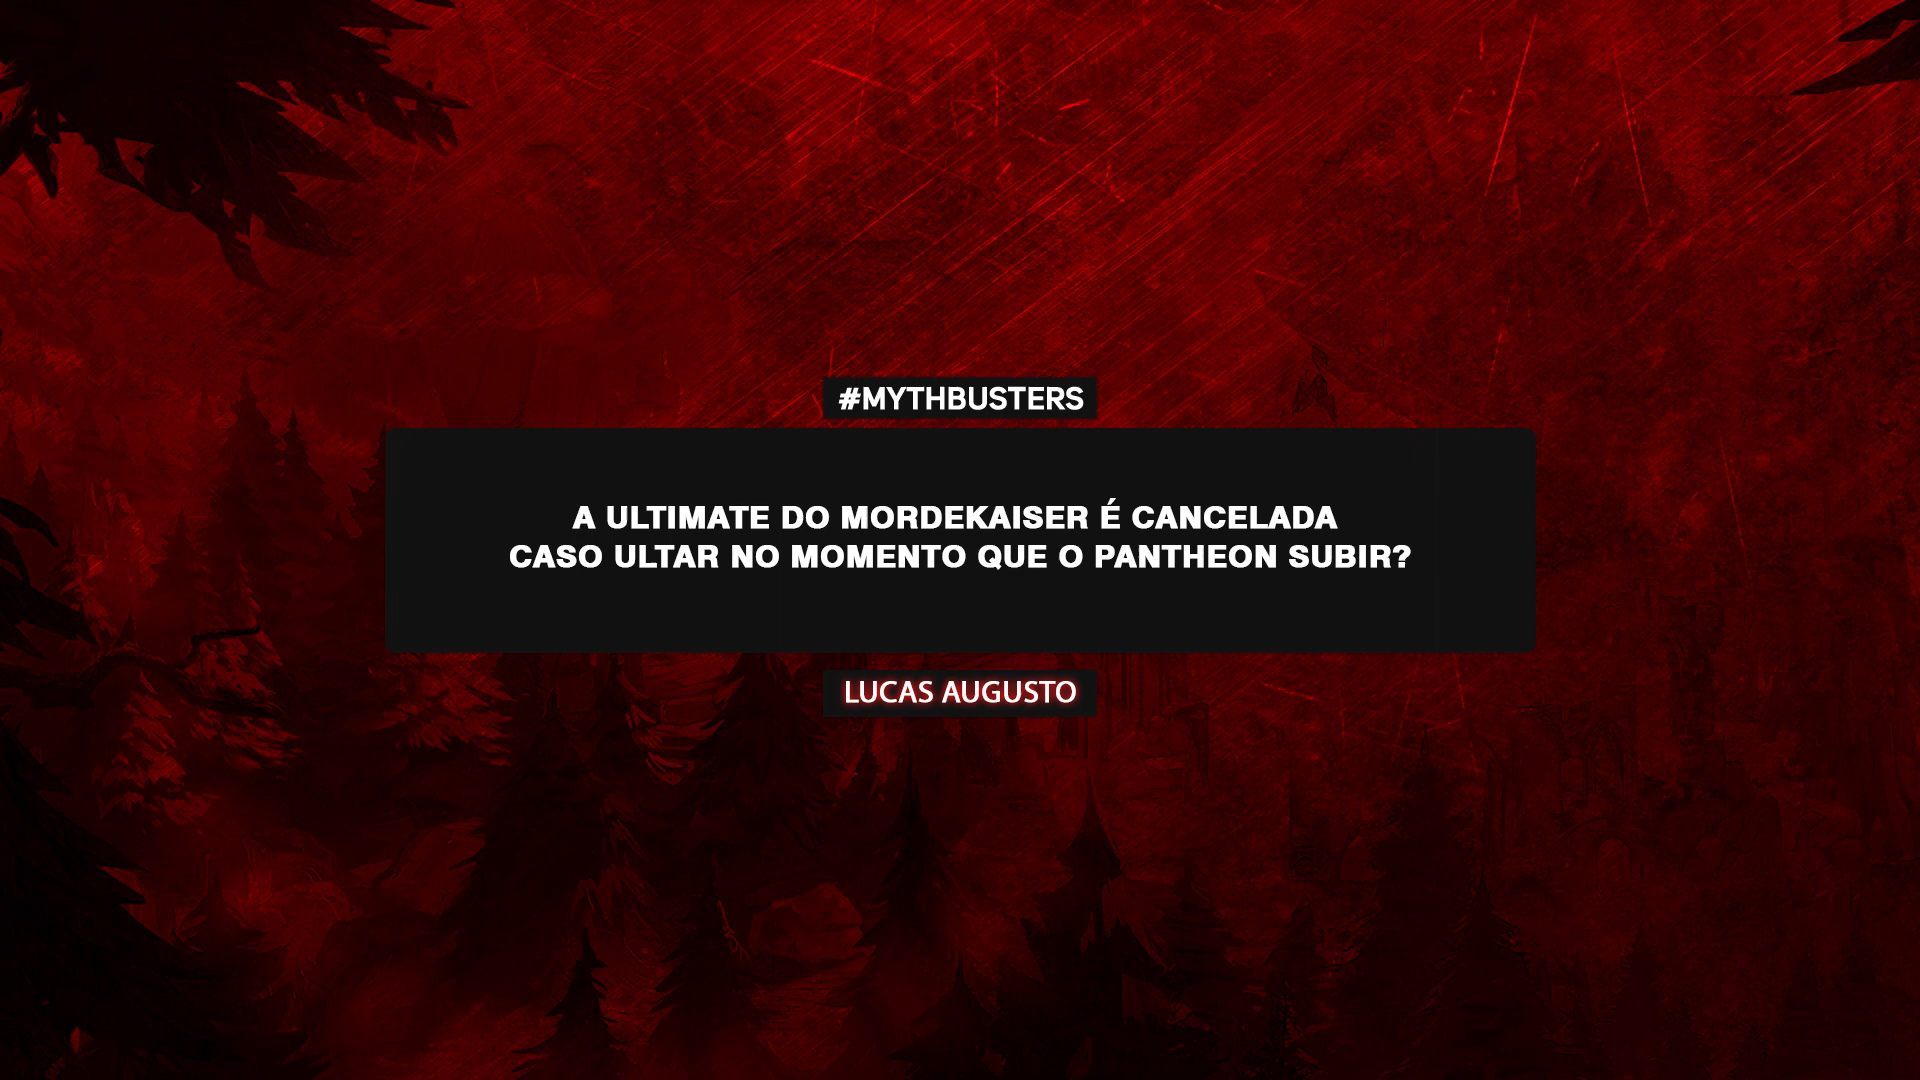 #MYTHBUSTERS
A ULTIMATE DO MORDEKAISER É CANCELADA
CASO ULTAR NO MOMENTO QUE O PANTHEON SUBIR?
LUCAS AUGUSTO